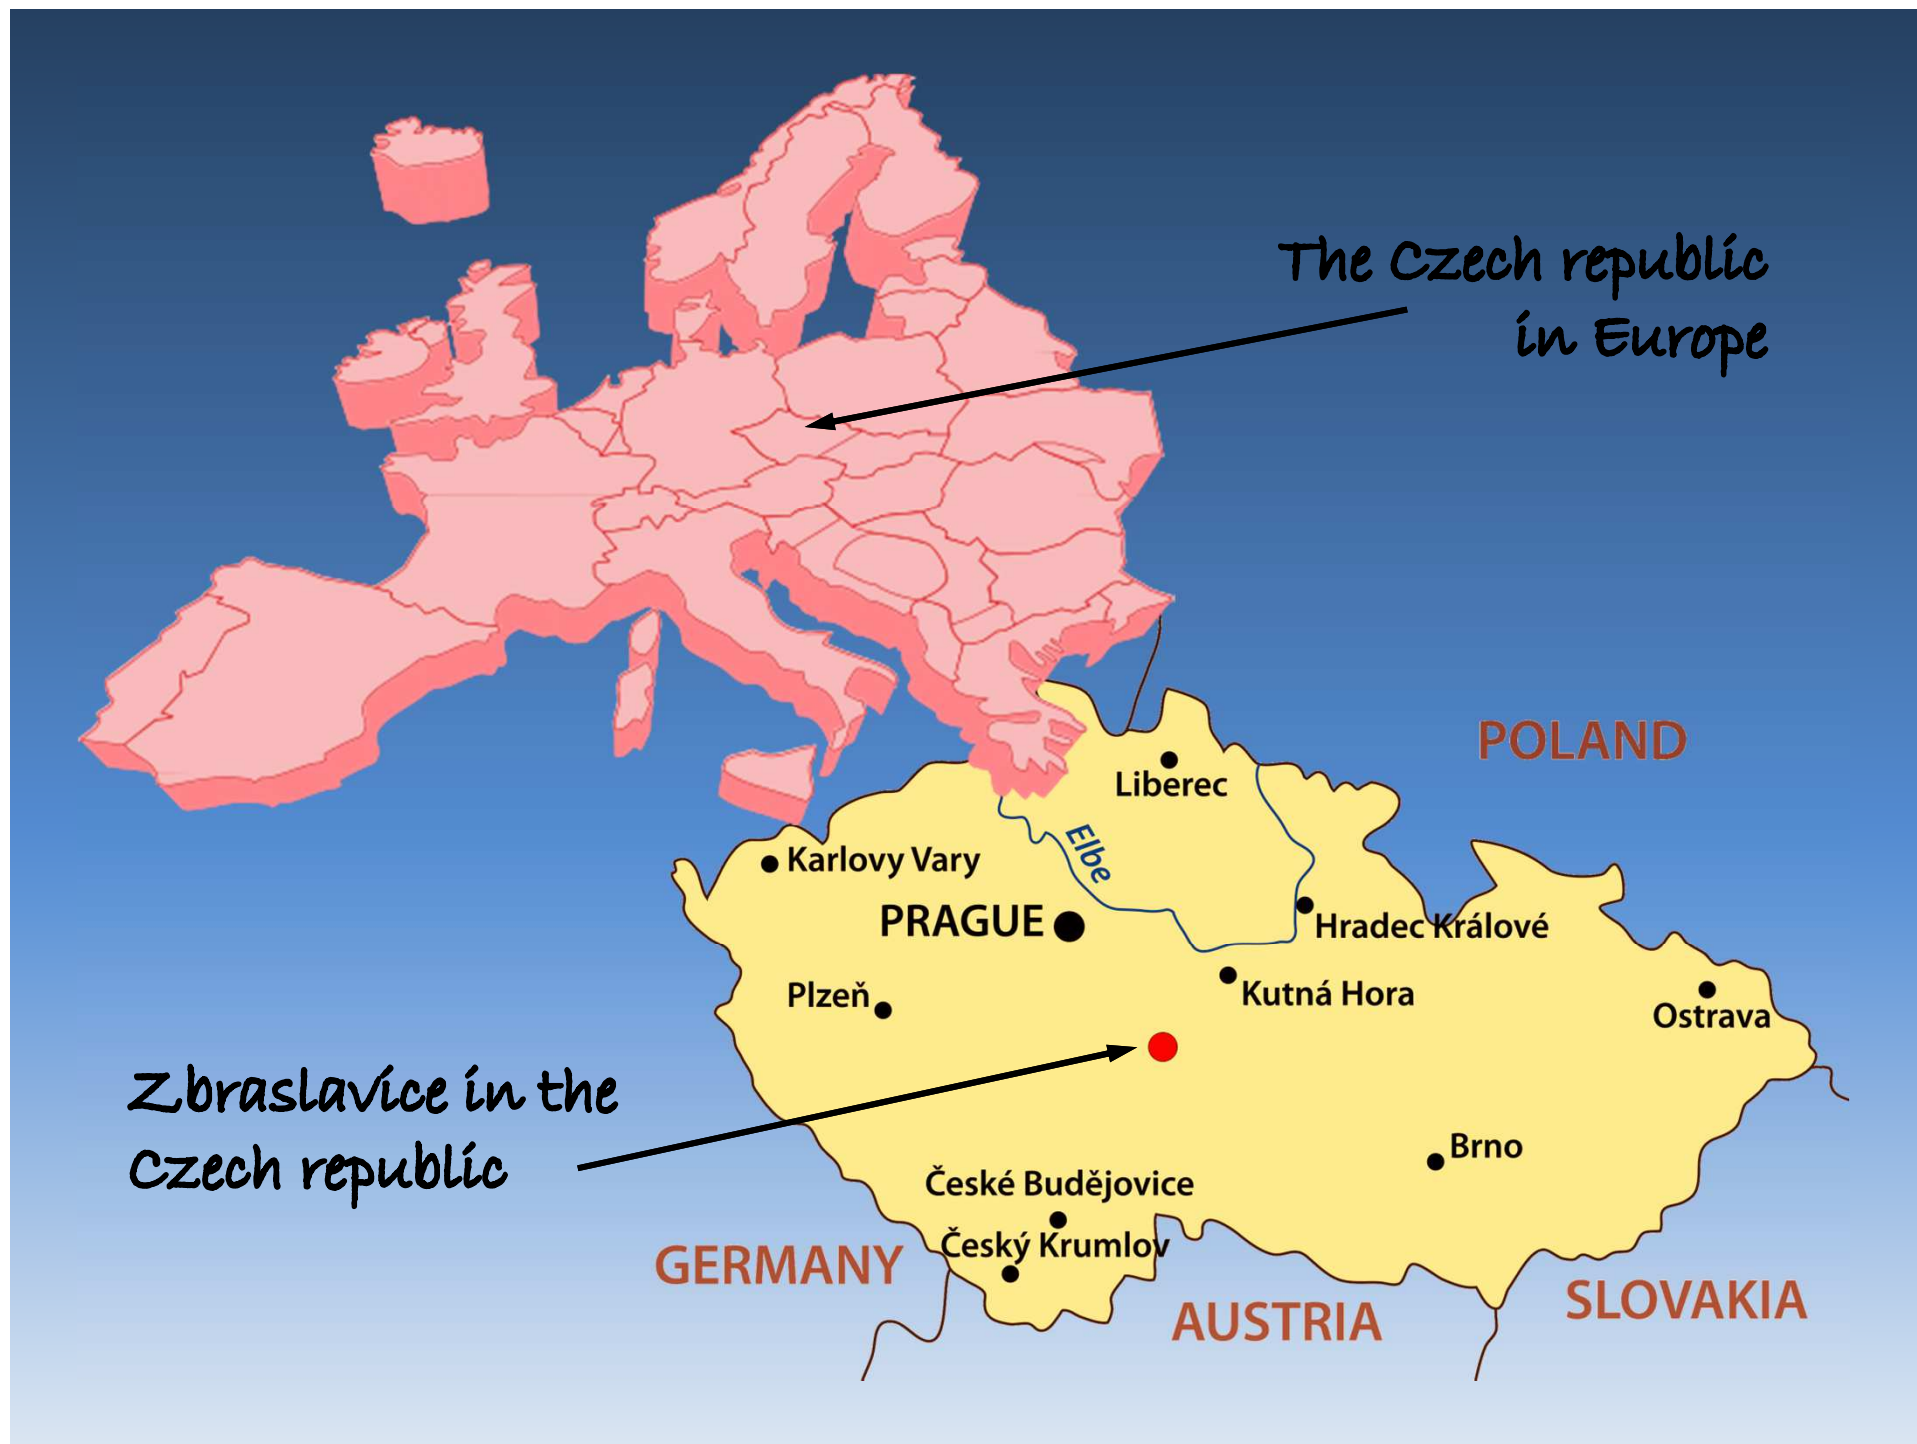 The Czech republic
in Europe
POLAND
Liberec
Elbe
Karlovy Vary
PRAGUE
Hradec Králové
Plzeň
Kutná Hora
Ostrava
Zbraslavice in the
Czech republic
Brno
České Budějovice
Český Krumlov
GERMANY
SLOVAKIA
AUSTRIA